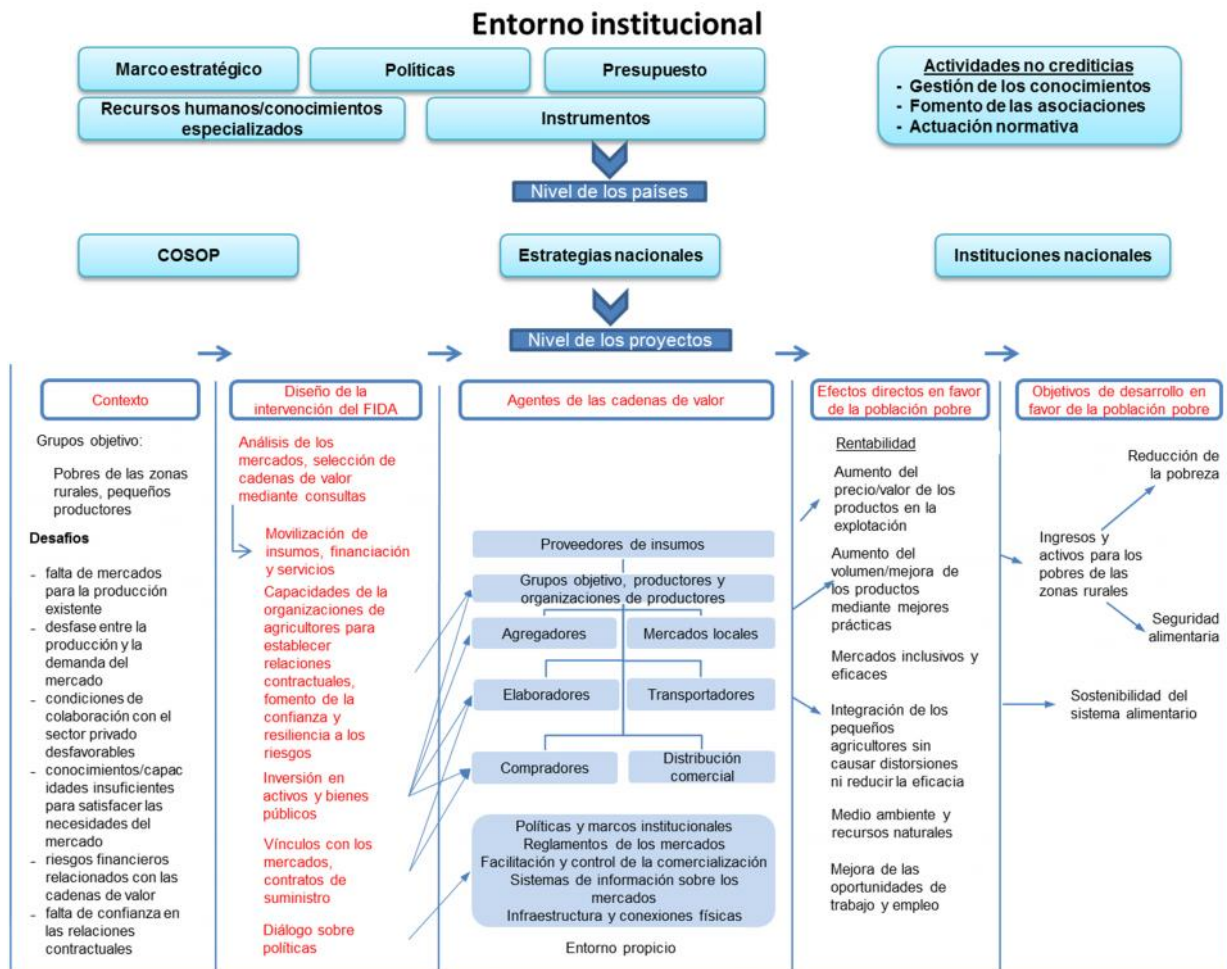 Entorno institucional
Marco estratégico
Políticas
Presupuesto
Recursos humanos/conocimientos
especializados
Instrumentos
Actividades no crediticias
- Gestión de los conocimientos
- Fomento de las asociaciones
- Actuación normativa
Nivel de los países
COSOP
Estrategias nacionales
Instituciones nacionales
Nivel de los proyectos
Contexto
Grupos objetivo:
Pobres de las zonas
rurales, pequeños
productores
Desafios
- falta de mercados
para la producción
existente
- desfase entre la
producción y la
demanda del
mercado
- condiciones de
colaboración con el
sector privado
desfavorables
- conocimientos/capac
idades insuficientes
para satisfacer las
necesidades del
mercado
- riesgos financieros
relacionados con las
cadenas de valor
- falta de confianza en
las relaciones
contractuales
Diseño de la
intervención del FIDA
Análisis de los
mercados, selección de
cadenas de valor
mediante consultas
Movilización de
insumos, financiación
y servicios
Capacidades de la
organizaciones de
agricultores para
establecer
relaciones
contractuales,
fomento de la
confianza y
resiliencia a los
riesgos
Inversión en
activos y bienes
públicos
Vínculos con los
mercados,
contratos de
suministro
Diálogo sobre
políticas
Agentes de las cadenas de valor
Proveedores de insumos
Grupos objetivo, productores y
organizaciones de productores
Agregadores
Mercados locales
Elaboradores
Transportadores
Compradores
Distribución
comercial
Políticas y marcos institucionales
Reglamentos de los mercados
Facilitación y control de la comercialización
Sistemas de información sobre los
mercados
Infraestructura y conexiones físicas
Entorno propicio
Efectos directos en favor
de la población pobre
Rentabilidad
Aumento del
precio/valor de los
productos en la
explotación
Aumento del
volumen/mejora de
los productos
mediante mejores
prácticas
Mercados inclusivos y
eficaces
Integración de los
pequeños
agricultores sin
causar distorsiones
ni reducir la eficacia
Medio ambiente y
recursos naturales
Mejora de las
oportunidades de
trabajo y empleo
Objetivos de desarrollo en
favor de la población pobre
Reducción de
la pobreza
Ingresos y
activos para los
pobres de las
zonas rurales
Seguridad
alimentaria
Sostenibilidad del
sistema alimentario